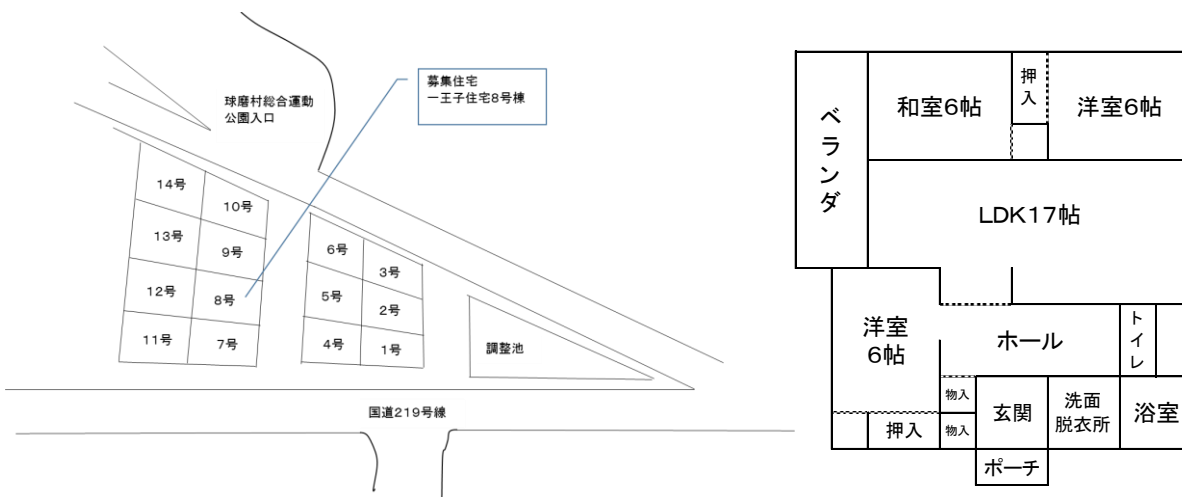 球磨村総合運動
公園入口
募集住宅
一王子住宅8号棟
14号
10号
13号
9号
12号
8号
11号
7号
6号
3号
5号
2号
4号
1号
調整池
国道219号線
ベランダ
和室6帖
押入
洋室6帖
LDK17帖
洋室
6帖
ホール
トイレ
物入
物入
押入
玄関
洗面
脱衣所
浴室
ポーチ